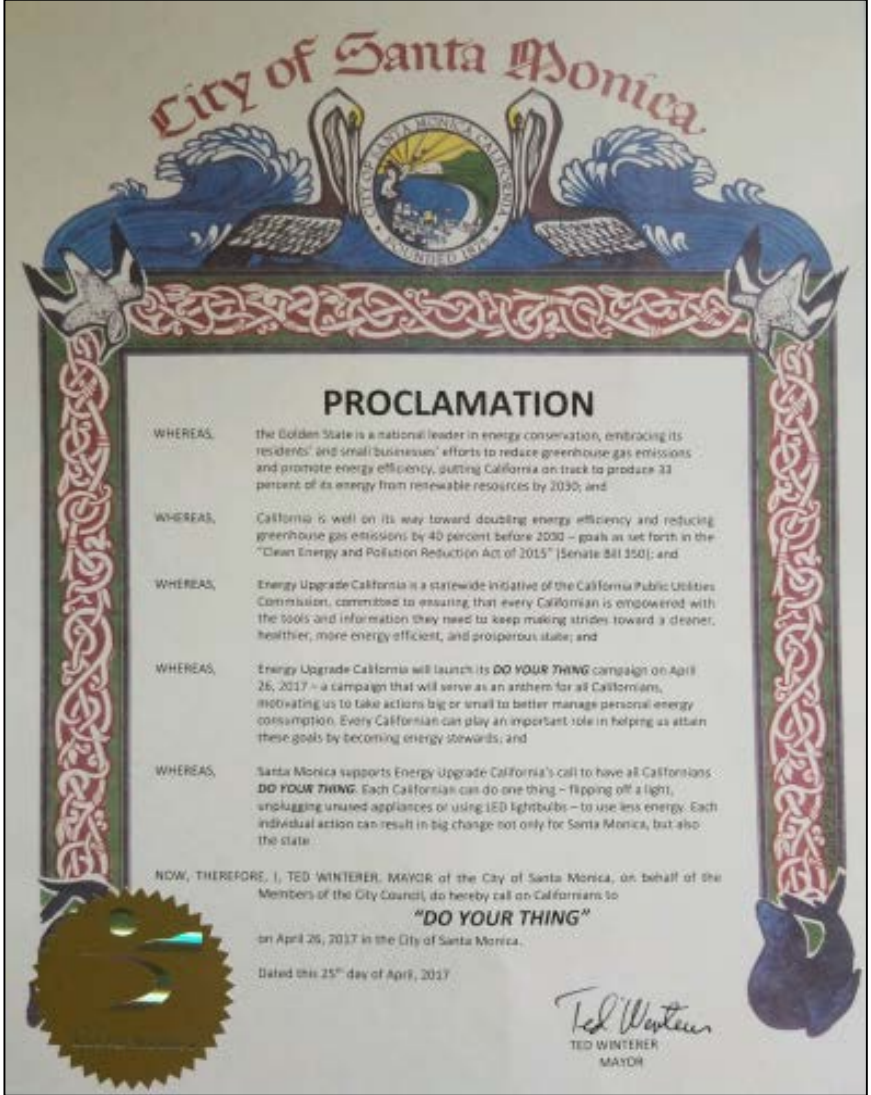 City of Santa Monica
CITY OF SANTA MONICA CALIFORNIA
FOUNDED 1875
PROCLAMATION
WHEREAS, the Golden State is a national leader in energy conservation, embracing its
residents' and small businesses' efforts to reduce greenhouse gas emissions
and promote energy efficiency, putting California on track to produce 33
percent of its energy from renewable resources by 2030; and
WHEREAS, California is well on its way toward doubling energy efficiency and reducing
greenhouse gas emissions by 40 percent before 2030 – goals as set forth in the
"Clean Energy and Pollution Reduction Act of 2015" (Senate Bill 350); and
WHEREAS, Energy Upgrade California is a statewide initiative of the California Public Utilities
Commission, committed to ensuring that every Californian is empowered with
the tools and information they need to keep making strides toward a cleaner,
healthier, more energy efficient, and prosperous state; and
WHEREAS, Energy Upgrade California will launch its DO YOUR THING campaign on April
26, 2017 – a campaign that will serve as an anthem for all Californians,
motivating us to take actions big or small to better manage personal energy
consumption. Every Californian can play an important role in helping us attain
these goals by becoming energy stewards; and
WHEREAS, Santa Monica supports Energy Upgrade California's call to have all Californians
DO YOUR THING. Each Californian can do one thing – flipping off a light,
unplugging unused appliances or using LED lightbulbs – to use less energy. Each
individual action can result in big change not only for Santa Monica, but also
the state
NOW, THEREFORE, I, TED WINTERER, MAYOR of the City of Santa Monica, on behalf of the
Members of the City Council, do hereby call on Californians to
"DO YOUR THING"
on April 26, 2017 in the City of Santa Monica.
Dated this 25th day of April, 2017
Ted Winterer
TED WINTERER
MAYOR